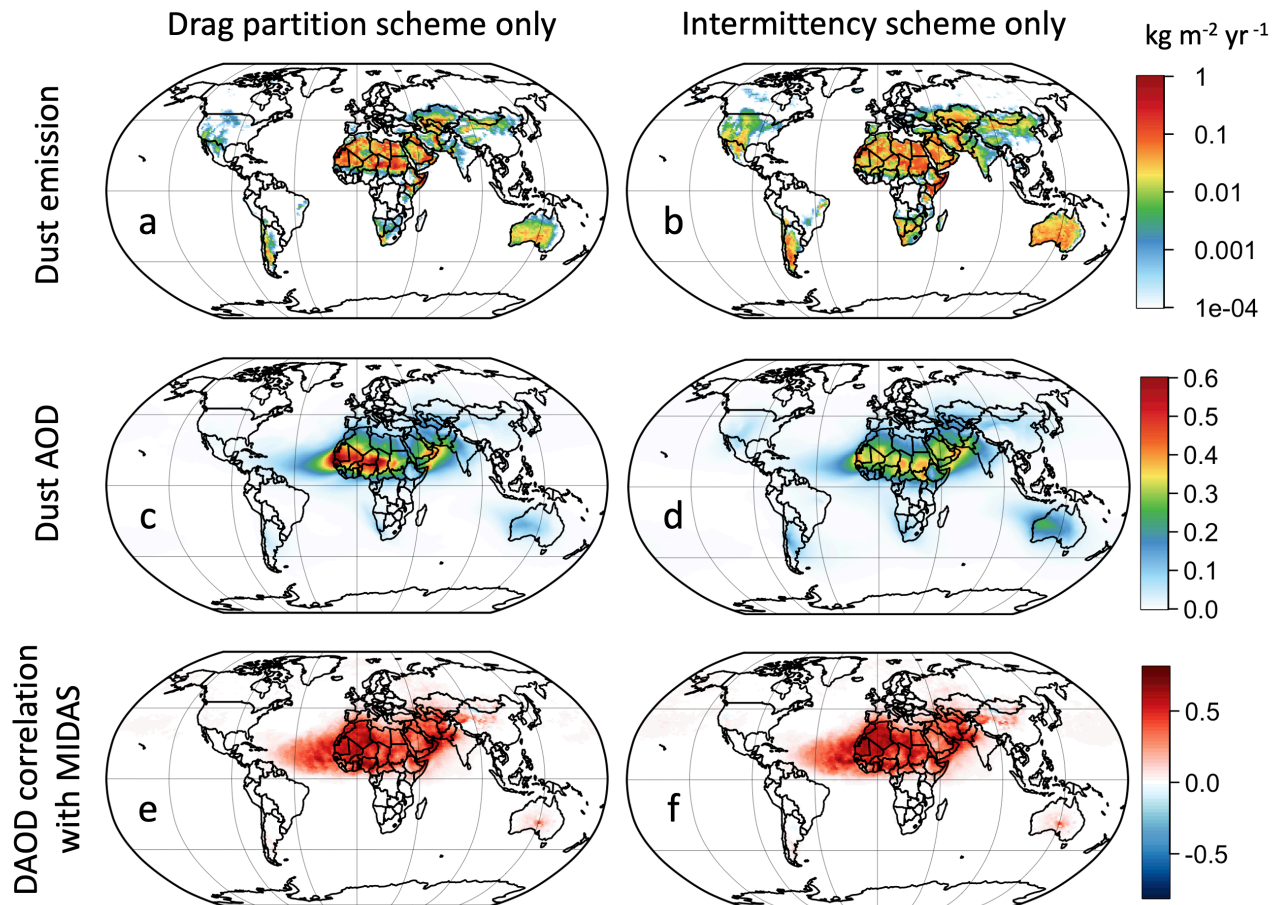 Drag partition scheme only
Intermittency scheme only
kg m⁻² yr⁻¹
Dust emission
a
b
1
0.1
0.01
0.001
1e-04
Dust AOD
c
d
0.6
0.5
0.4
0.3
0.2
0.1
0.0
DAOD correlation
with MIDAS
e
f
0.5
0.0
-0.5